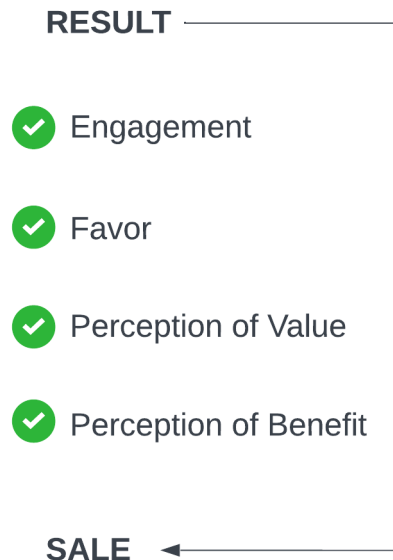 RESULT
Engagement
Favor
Perception of Value
Perception of Benefit
SALE